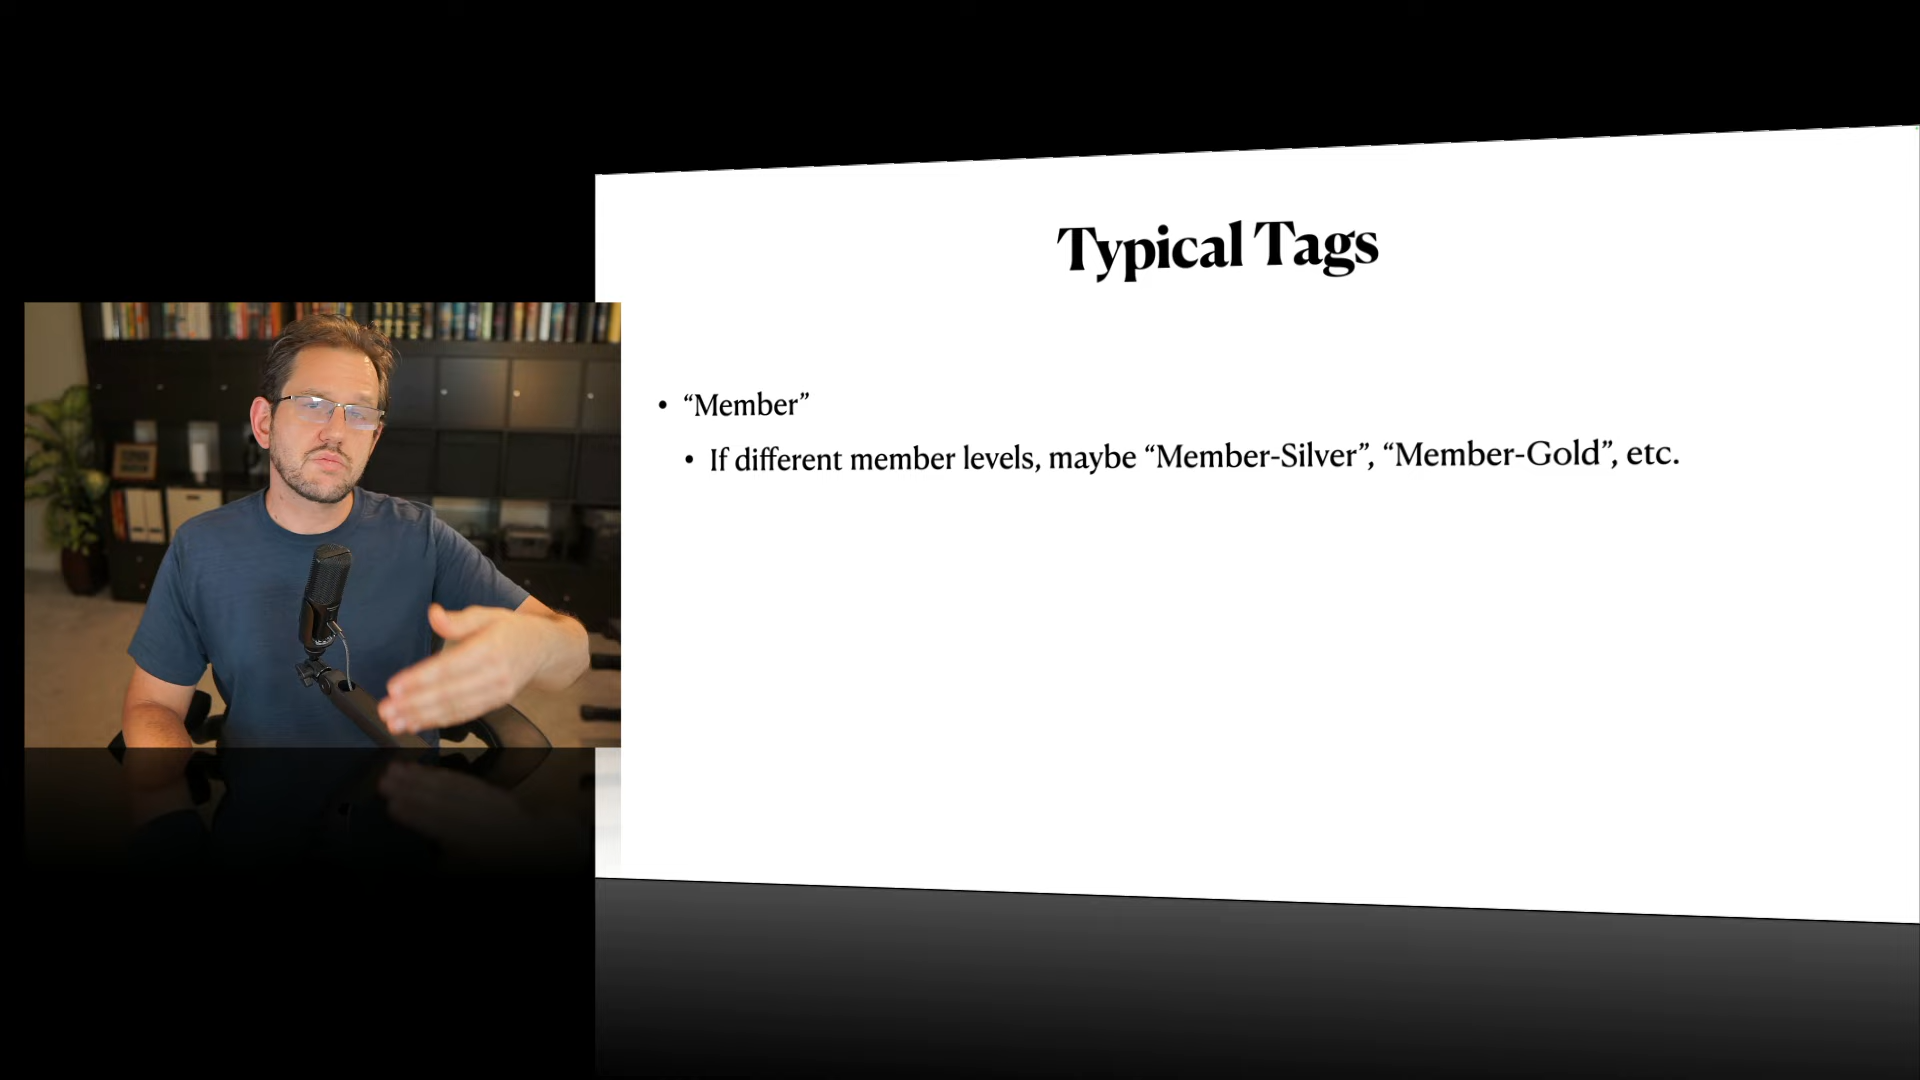 Typical Tags
• “Member”
• If different member levels, maybe “Member-Silver”, “Member-Gold”, etc.